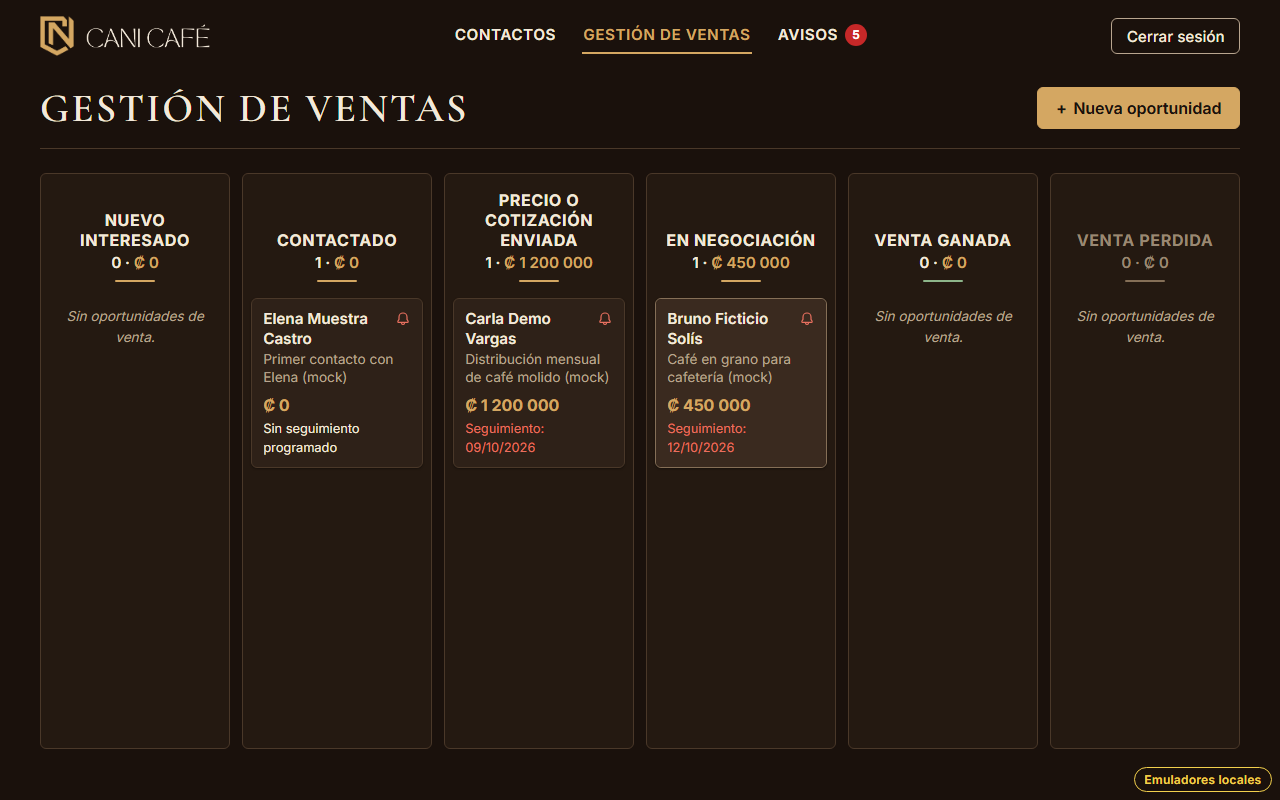 CANI CAFÉ
CONTACTOS
GESTIÓN DE VENTAS
AVISOS 5
Cerrar sesión
GESTIÓN DE VENTAS
+ Nueva oportunidad
NUEVO
INTERESADO
0 · ₡ 0
Sin oportunidades de
venta.
CONTACTADO
1 · ₡ 0
Elena Muestra
Castro
Primer contacto con
Elena (mock)
₡ 0
Sin seguimiento
programado
PRECIO O
COTIZACIÓN
ENVIADA
1 · ₡ 1 200 000
Carla Demo
Vargas
Distribución mensual
de café molido (mock)
₡ 1 200 000
Seguimiento:
09/10/2026
EN NEGOCIACIÓN
1 · ₡ 450 000
Bruno Ficticio
Solís
Café en grano para
cafetería (mock)
₡ 450 000
Seguimiento:
12/10/2026
VENTA GANADA
0 · ₡ 0
Sin oportunidades de
venta.
VENTA PERDIDA
0 · ₡ 0
Sin oportunidades de
venta.
Emuladores locales